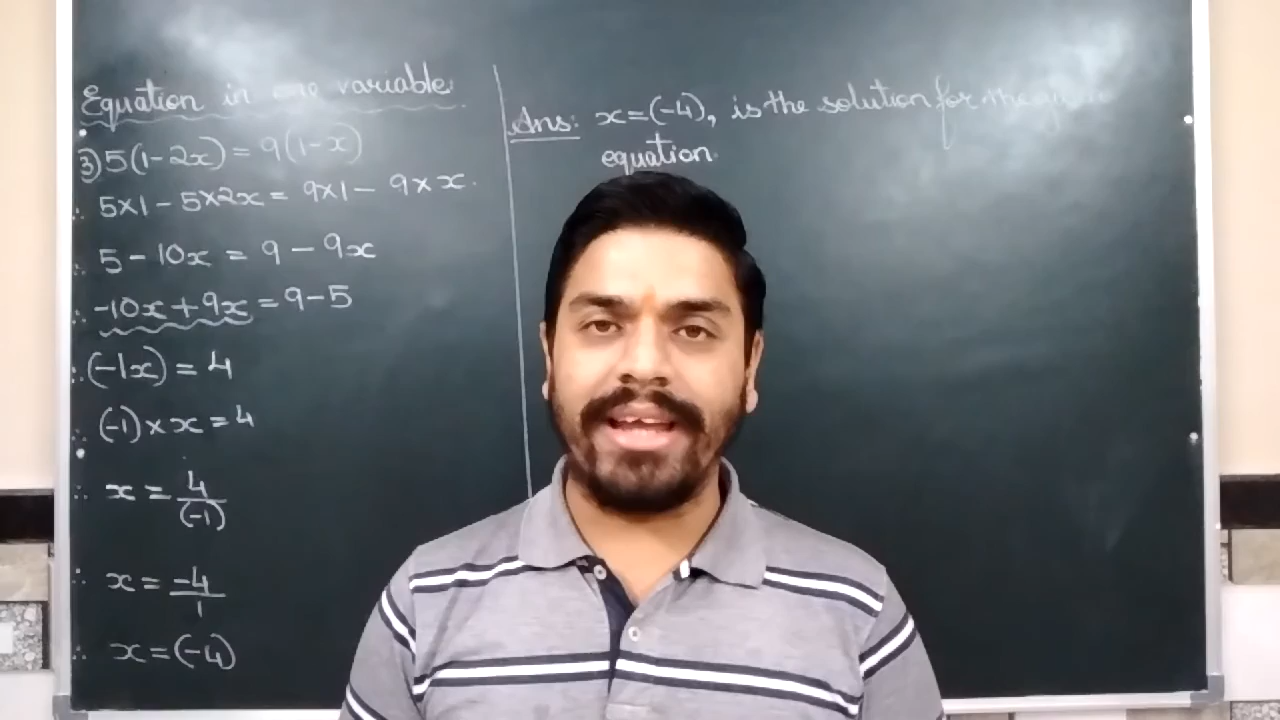 Equation in one variable
3) 5(1-2x) = 9(1-x)
∴ 5×1 - 5×2x = 9×1 - 9×x.
∴ 5 - 10x = 9 - 9x
∴ -10x + 9x = 9 - 5
∴ (-1x) = 4
∴ (-1) × x = 4
∴ x = 4/(-1)
∴ x = -4/1
∴ x = (-4)
Ans: x = (-4), is the solution for the
equation.